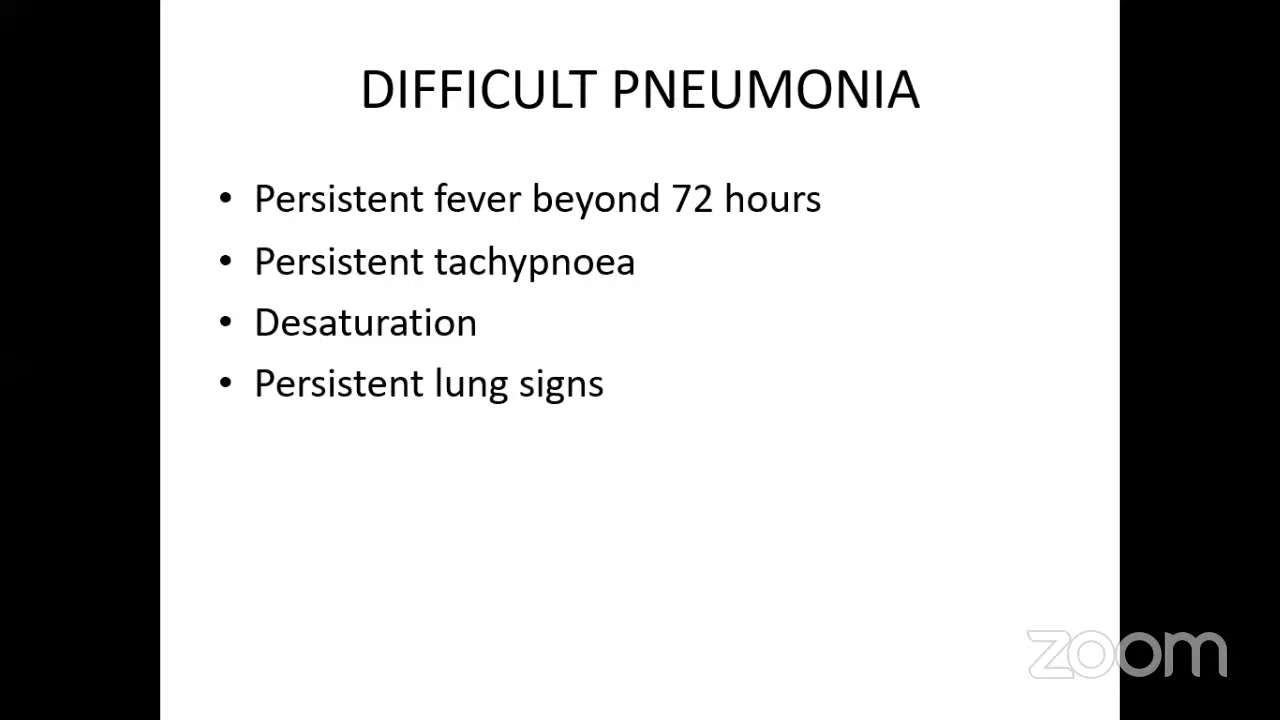 DIFFICULT PNEUMONIA
• Persistent fever beyond 72 hours
• Persistent tachypnoea
• Desaturation
• Persistent lung signs
zoom